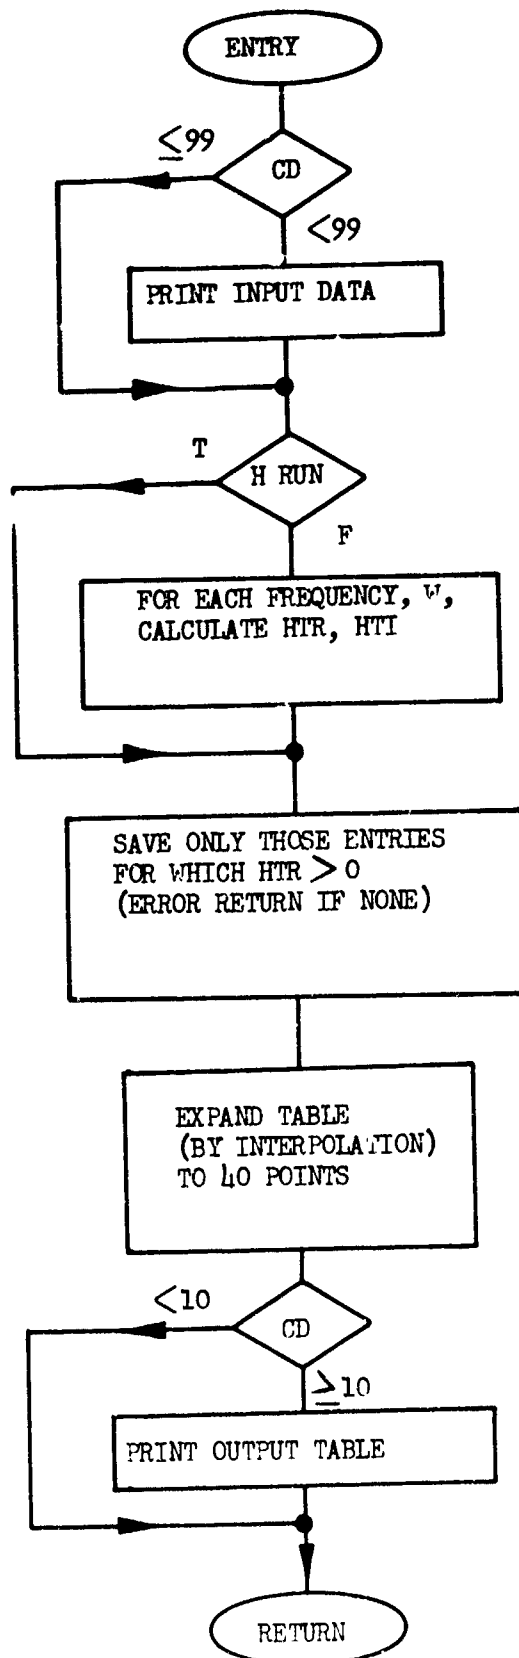 ENTRY
≤99
CD
<99
PRINT INPUT DATA
T
H RUN
F
FOR EACH FREQUENCY, W,
CALCULATE HTR, HTI
SAVE ONLY THOSE ENTRIES
FOR WHICH HTR > 0
(ERROR RETURN IF NONE)
EXPAND TABLE
(BY INTERPOLATION)
TO 40 POINTS
<10
CD
≥10
PRINT OUTPUT TABLE
RETURN